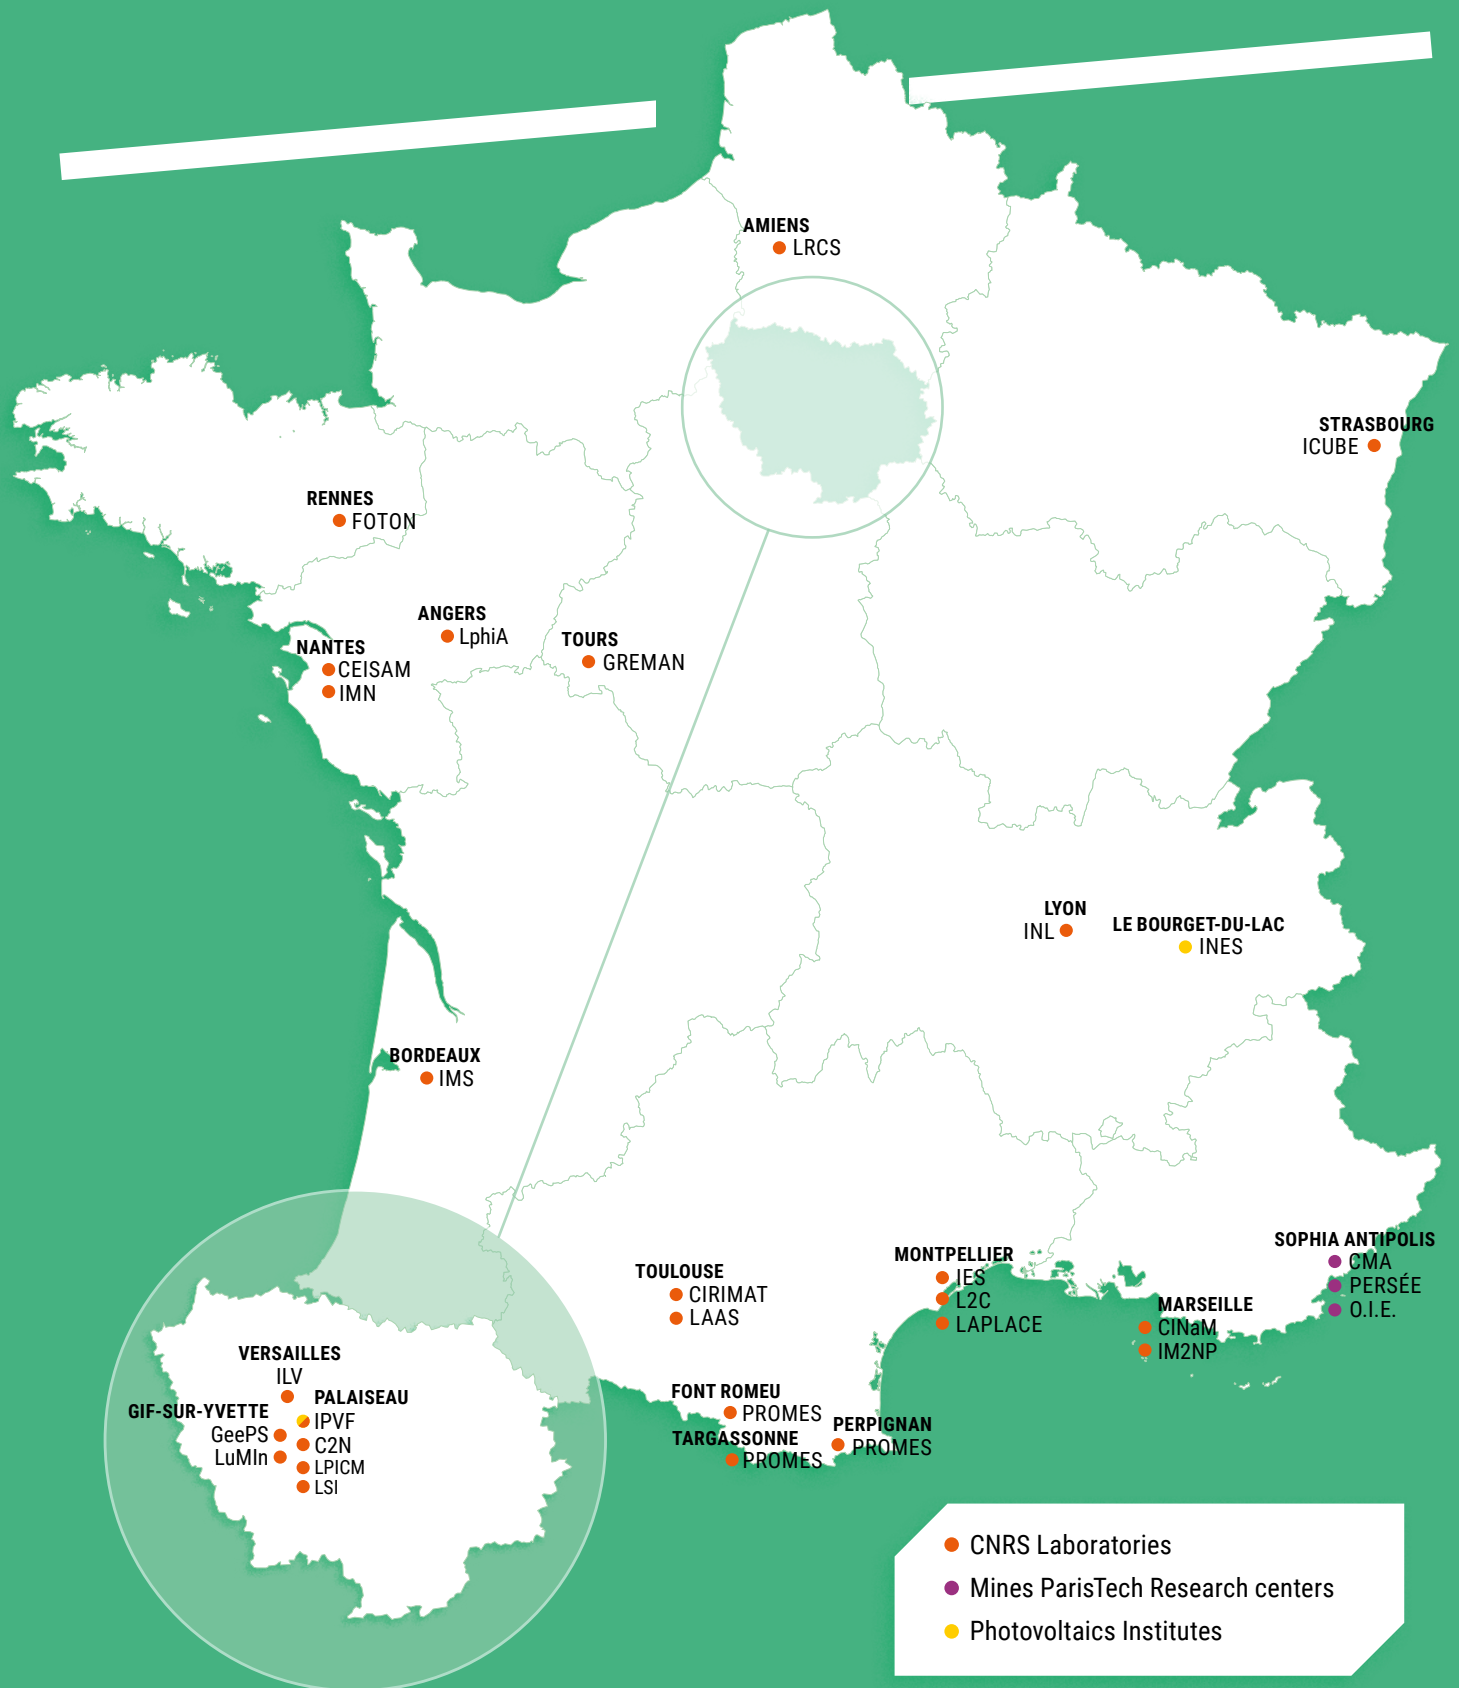 AMIENS
LRCS
STRASBOURG
ICUBE
RENNES
FOTON
ANGERS
LphiA
TOURS
GREMAN
NANTES
CEISAM
IMN
LYON
INL
LE BOURGET-DU-LAC
INES
BORDEAUX
IMS
TOULOUSE
CIRIMAT
LAAS
MONTPELLIER
IES
L2C
LAPLACE
SOPHIA ANTIPOLIS
CMA
PERSÉE
O.I.E.
MARSEILLE
CINaM
IM2NP
FONT ROMEU
PROMES
TARGASSONNE
PROMES
PERPIGNAN
PROMES
VERSAILLES
ILV
GIF-SUR-YVETTE
GeePS
LuMIn
PALAISEAU
IPVF
C2N
LPICM
LSI
CNRS Laboratories
Mines ParisTech Research centers
Photovoltaics Institutes